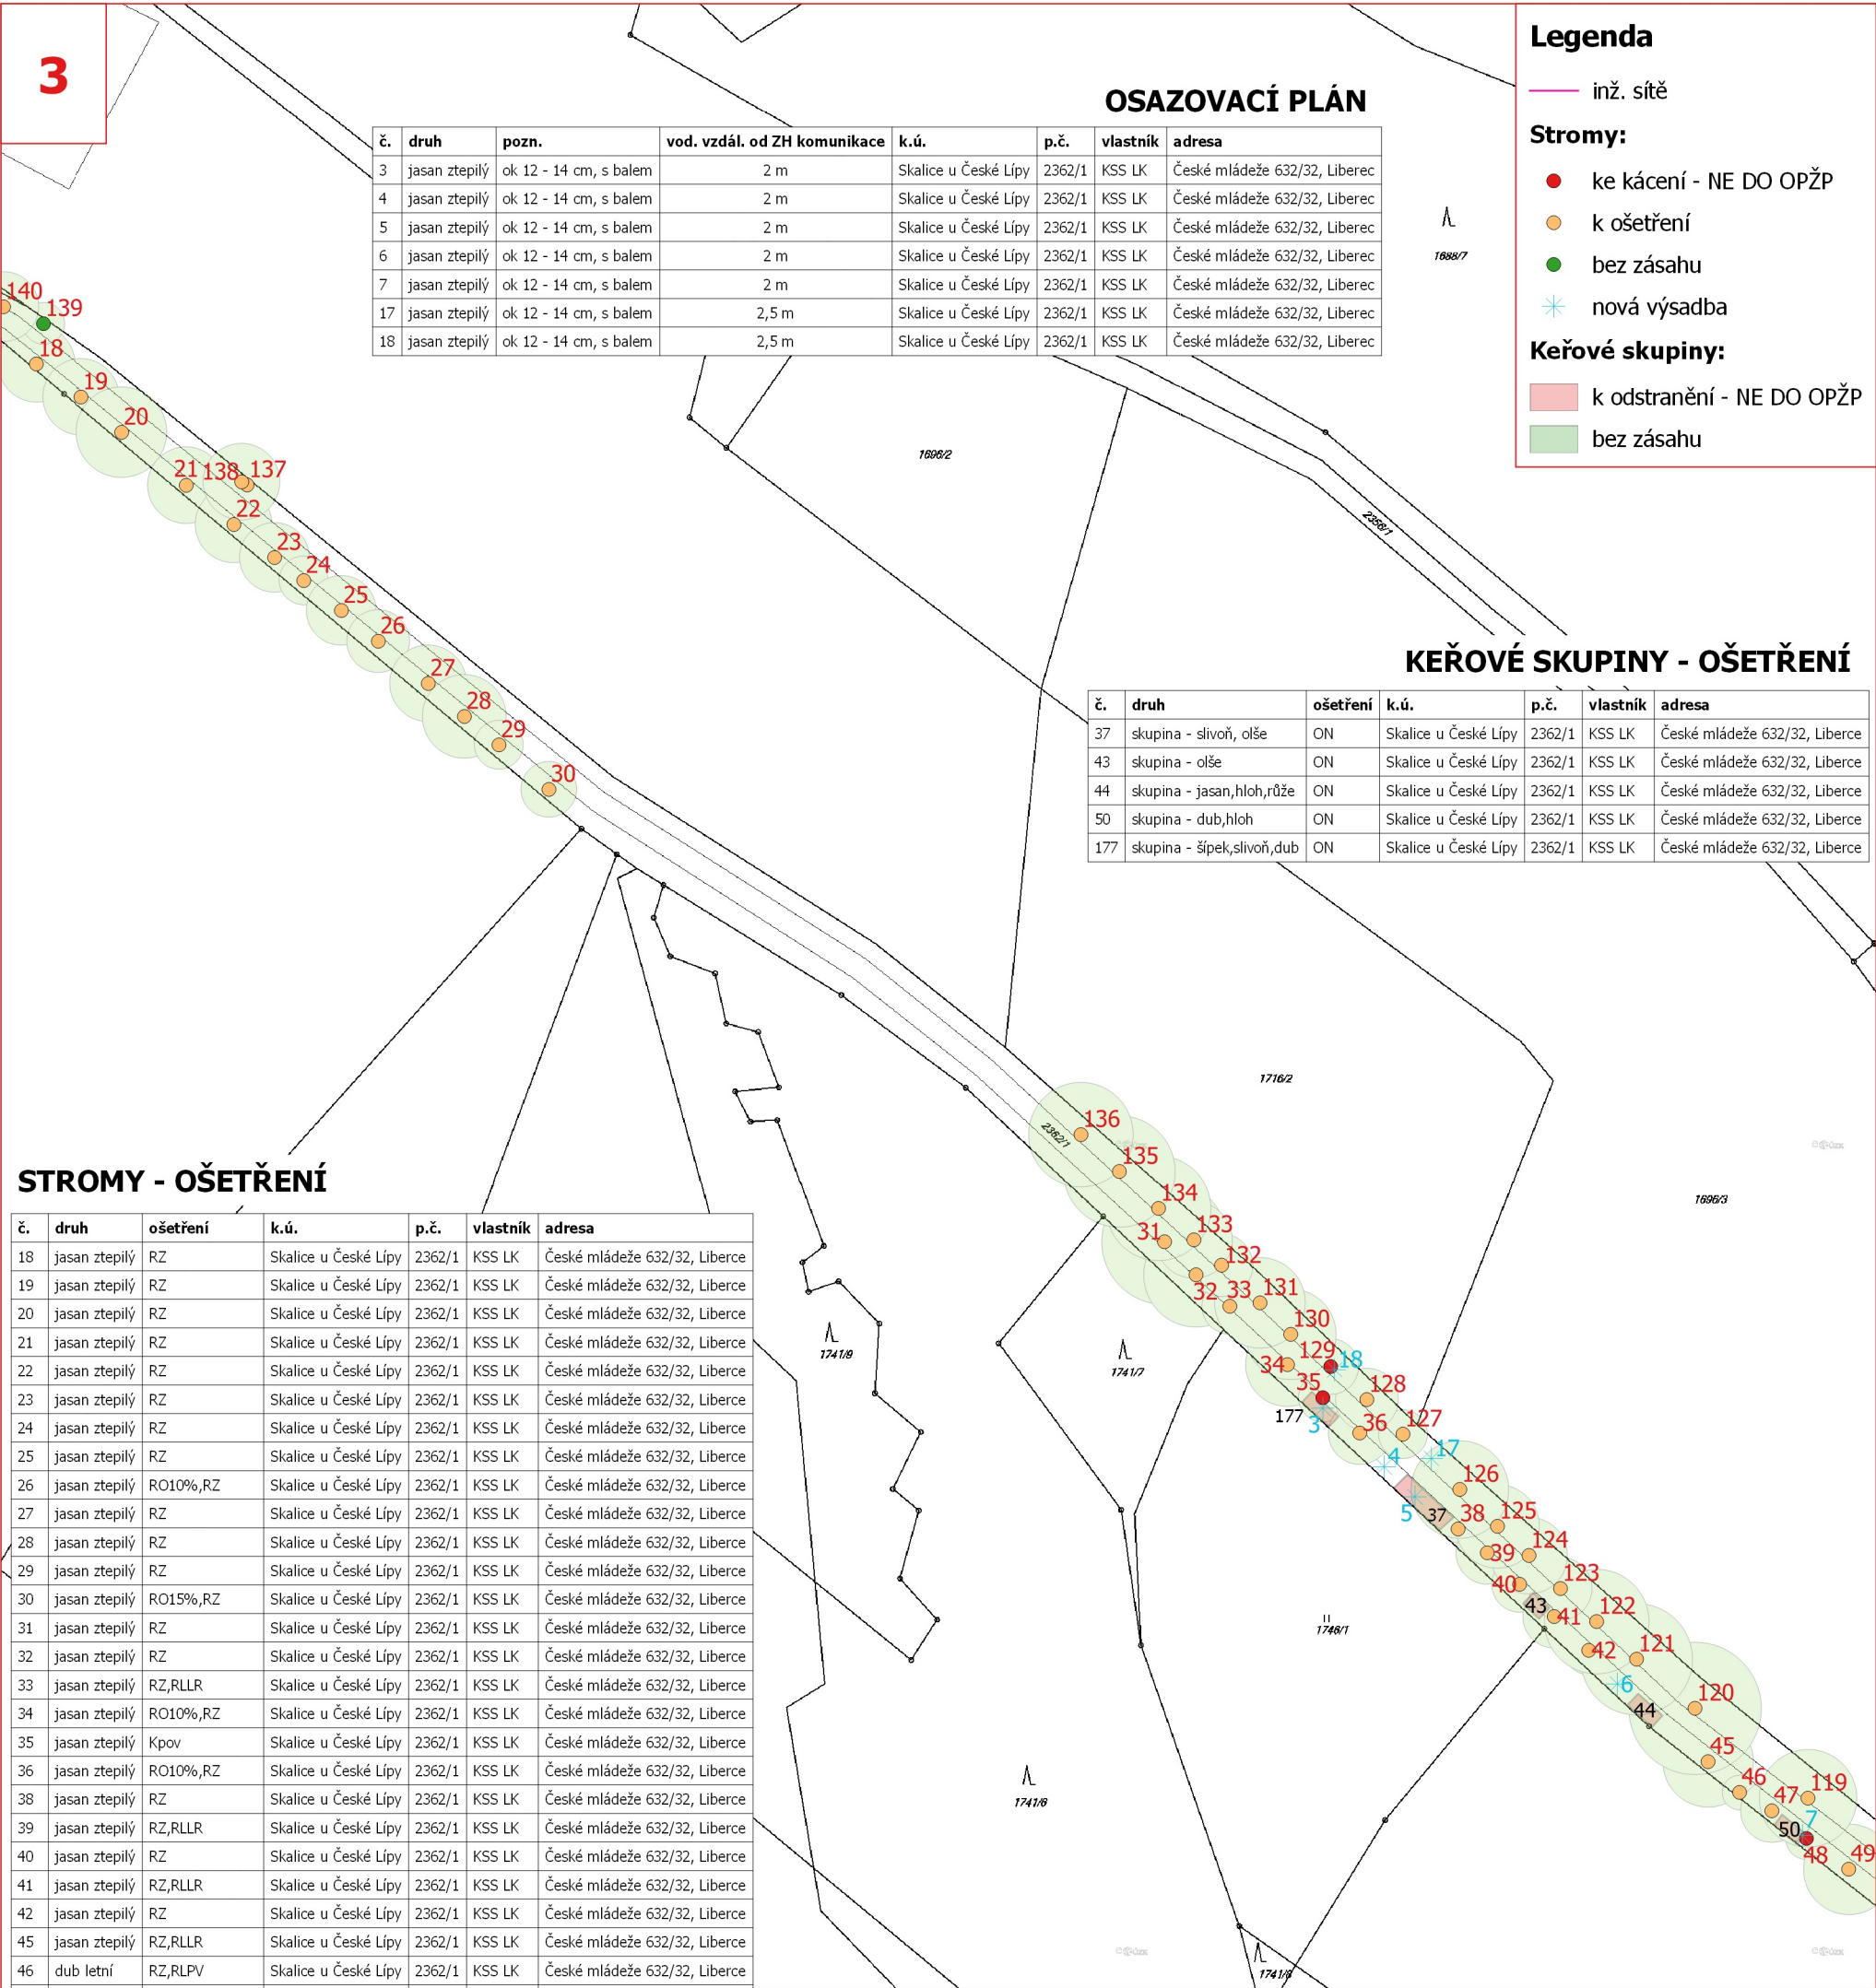 3
OSAZOVACÍ PLÁN
č. druh pozn. vod. vzdál. od ZH komunikace k.ú. p.č. vlastník adresa
3 jasan ztepilý ok 12 - 14 cm, s balem 2 m Skalice u České Lípy 2362/1 KSS LK České mládeže 632/32, Liberec
4 jasan ztepilý ok 12 - 14 cm, s balem 2 m Skalice u České Lípy 2362/1 KSS LK České mládeže 632/32, Liberec
5 jasan ztepilý ok 12 - 14 cm, s balem 2 m Skalice u České Lípy 2362/1 KSS LK České mládeže 632/32, Liberec
6 jasan ztepilý ok 12 - 14 cm, s balem 2 m Skalice u České Lípy 2362/1 KSS LK České mládeže 632/32, Liberec
7 jasan ztepilý ok 12 - 14 cm, s balem 2 m Skalice u České Lípy 2362/1 KSS LK České mládeže 632/32, Liberec
17 jasan ztepilý ok 12 - 14 cm, s balem 2,5 m Skalice u České Lípy 2362/1 KSS LK České mládeže 632/32, Liberec
18 jasan ztepilý ok 12 - 14 cm, s balem 2,5 m Skalice u České Lípy 2362/1 KSS LK České mládeže 632/32, Liberec
Legenda
inž. sítě
Stromy:
ke kácení - NE DO OPŽP
k ošetření
bez zásahu
nová výsadba
Keřové skupiny:
k odstranění - NE DO OPŽP
bez zásahu
1688/7
140
139
18
19
20
21 138 137
22
23
24
25
26
27
28
29
30
1696/2
2356/1
KEŘOVÉ SKUPINY - OŠETŘENÍ
č. druh ošetření k.ú. p.č. vlastník adresa
37 skupina - slivoň, olše ON Skalice u České Lípy 2362/1 KSS LK České mládeže 632/32, Liberce
43 skupina - olše ON Skalice u České Lípy 2362/1 KSS LK České mládeže 632/32, Liberce
44 skupina - jasan,hloh,růže ON Skalice u České Lípy 2362/1 KSS LK České mládeže 632/32, Liberce
50 skupina - dub,hloh ON Skalice u České Lípy 2362/1 KSS LK České mládeže 632/32, Liberce
177 skupina - šípek,slivoň,dub ON Skalice u České Lípy 2362/1 KSS LK České mládeže 632/32, Liberce
1716/2
1696/3
2362/1
136
135
134
31 133
132
32 33 131
130
129 18
34
35 128
177 3 36 127
4 17
126
5 37 38 125
39 124
40 123
43 41 122
42 121
6
44 120
45
46 119
47
50 7
48 49
1741/9
1741/7
1746/1
1741/6
1741/8
STROMY - OŠETŘENÍ
č. druh ošetření k.ú. p.č. vlastník adresa
18 jasan ztepilý RZ Skalice u České Lípy 2362/1 KSS LK České mládeže 632/32, Liberce
19 jasan ztepilý RZ Skalice u České Lípy 2362/1 KSS LK České mládeže 632/32, Liberce
20 jasan ztepilý RZ Skalice u České Lípy 2362/1 KSS LK České mládeže 632/32, Liberce
21 jasan ztepilý RZ Skalice u České Lípy 2362/1 KSS LK České mládeže 632/32, Liberce
22 jasan ztepilý RZ Skalice u České Lípy 2362/1 KSS LK České mládeže 632/32, Liberce
23 jasan ztepilý RZ Skalice u České Lípy 2362/1 KSS LK České mládeže 632/32, Liberce
24 jasan ztepilý RZ Skalice u České Lípy 2362/1 KSS LK České mládeže 632/32, Liberce
25 jasan ztepilý RZ Skalice u České Lípy 2362/1 KSS LK České mládeže 632/32, Liberce
26 jasan ztepilý RO10%,RZ Skalice u České Lípy 2362/1 KSS LK České mládeže 632/32, Liberce
27 jasan ztepilý RZ Skalice u České Lípy 2362/1 KSS LK České mládeže 632/32, Liberce
28 jasan ztepilý RZ Skalice u České Lípy 2362/1 KSS LK České mládeže 632/32, Liberce
29 jasan ztepilý RZ Skalice u České Lípy 2362/1 KSS LK České mládeže 632/32, Liberce
30 jasan ztepilý RO15%,RZ Skalice u České Lípy 2362/1 KSS LK České mládeže 632/32, Liberce
31 jasan ztepilý RZ Skalice u České Lípy 2362/1 KSS LK České mládeže 632/32, Liberce
32 jasan ztepilý RZ Skalice u České Lípy 2362/1 KSS LK České mládeže 632/32, Liberce
33 jasan ztepilý RZ,RLLR Skalice u České Lípy 2362/1 KSS LK České mládeže 632/32, Liberce
34 jasan ztepilý RO10%,RZ Skalice u České Lípy 2362/1 KSS LK České mládeže 632/32, Liberce
35 jasan ztepilý Kpov Skalice u České Lípy 2362/1 KSS LK České mládeže 632/32, Liberce
36 jasan ztepilý RO10%,RZ Skalice u České Lípy 2362/1 KSS LK České mládeže 632/32, Liberce
38 jasan ztepilý RZ Skalice u České Lípy 2362/1 KSS LK České mládeže 632/32, Liberce
39 jasan ztepilý RZ,RLLR Skalice u České Lípy 2362/1 KSS LK České mládeže 632/32, Liberce
40 jasan ztepilý RZ Skalice u České Lípy 2362/1 KSS LK České mládeže 632/32, Liberce
41 jasan ztepilý RZ,RLLR Skalice u České Lípy 2362/1 KSS LK České mládeže 632/32, Liberce
42 jasan ztepilý RZ Skalice u České Lípy 2362/1 KSS LK České mládeže 632/32, Liberce
45 jasan ztepilý RZ,RLLR Skalice u České Lípy 2362/1 KSS LK České mládeže 632/32, Liberce
46 dub letní RZ,RLPV Skalice u České Lípy 2362/1 KSS LK České mládeže 632/32, Liberce